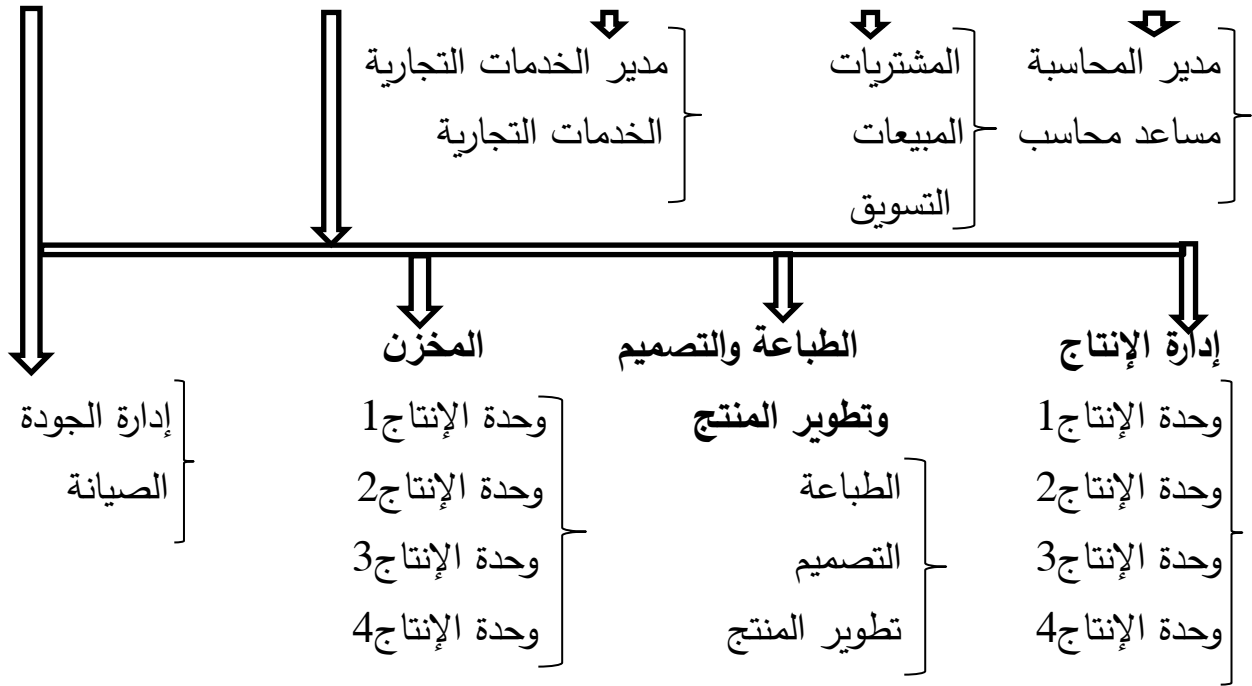 مدير المحاسبة
مساعد محاسب
المشتريات
المبيعات
التسويق
مدير الخدمات التجارية
الخدمات التجارية
إدارة الإنتاج
وحدة الإنتاج1
وحدة الإنتاج2
وحدة الإنتاج3
وحدة الإنتاج4
الطباعة والتصميم
وتطوير المنتج
الطباعة
التصميم
تطوير المنتج
المخزن
وحدة الإنتاج1
وحدة الإنتاج2
وحدة الإنتاج3
وحدة الإنتاج4
إدارة الجودة
الصيانة